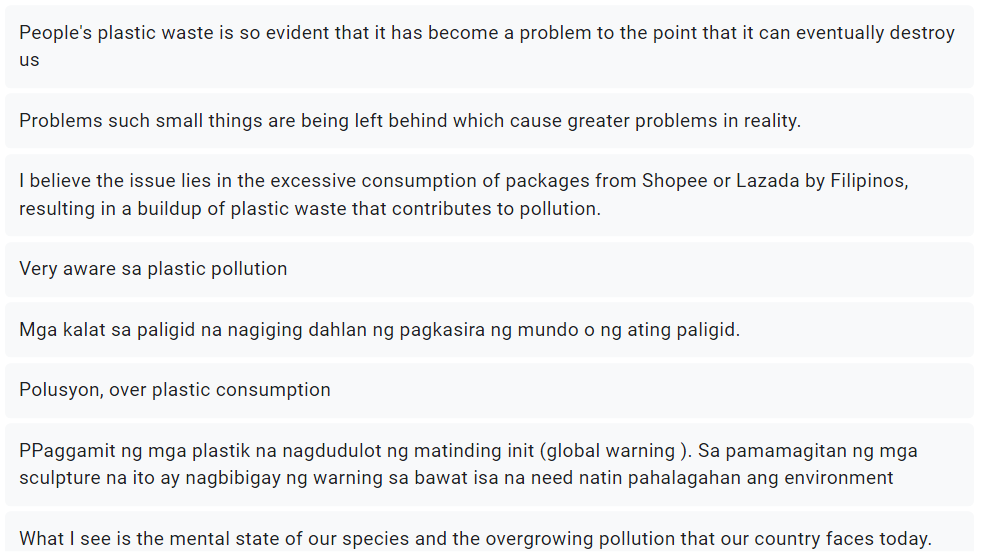 People's plastic waste is so evident that it has become a problem to the point that it can eventually destroy
us
Problems such small things are being left behind which cause greater problems in reality.
I believe the issue lies in the excessive consumption of packages from Shopee or Lazada by Filipinos,
resulting in a buildup of plastic waste that contributes to pollution.
Very aware sa plastic pollution
Mga kalat sa paligid na nagiging dahlan ng pagkasira ng mundo o ng ating paligid.
Polusyon, over plastic consumption
PPaggamit ng mga plastik na nagdudulot ng matinding init (global warning ). Sa pamamagitan ng mga
sculpture na ito ay nagbibigay ng warning sa bawat isa na need natin pahalagahan ang environment
What I see is the mental state of our species and the overgrowing pollution that our country faces today.